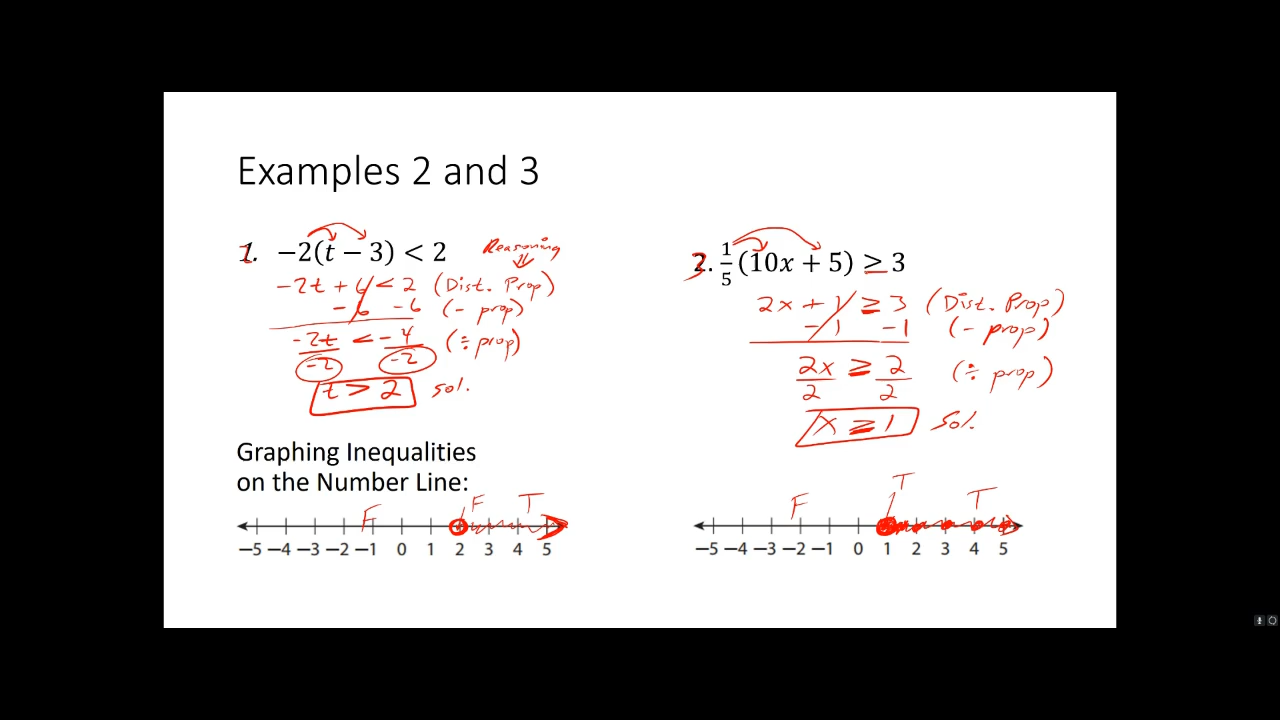 Examples 2 and 3
2. −2(t − 3) < 2
Reasoning
−2t + 6 < 2 (Dist. Prop)
− 6 − 6 (− prop)
−2t < −4 (÷ prop)
−2 −2
t > 2 sol.
Graphing Inequalities
on the Number Line:
F F T
−5 −4 −3 −2 −1 0 1 2 3 4 5
3. 1/5(10x + 5) ≥ 3
2x + 1 ≥ 3 (Dist. Prop)
− 1 −1 (− prop)
2x ≥ 2 (÷ prop)
2 2
x ≥ 1 Sol.
F T T
−5 −4 −3 −2 −1 0 1 2 3 4 5